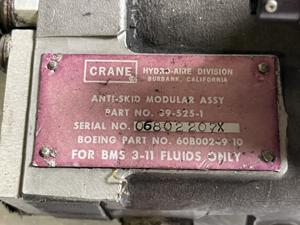 CRANE HYDRO-AIRE DIVISION
BURBANK, CALIFORNIA
ANTI-SKID MODULAR ASSY
PART NO. 39-525-1
SERIAL NO.
BOEING PART NO. 60B00249-10
FOR BMS 3-11 FLUIDS ONLY